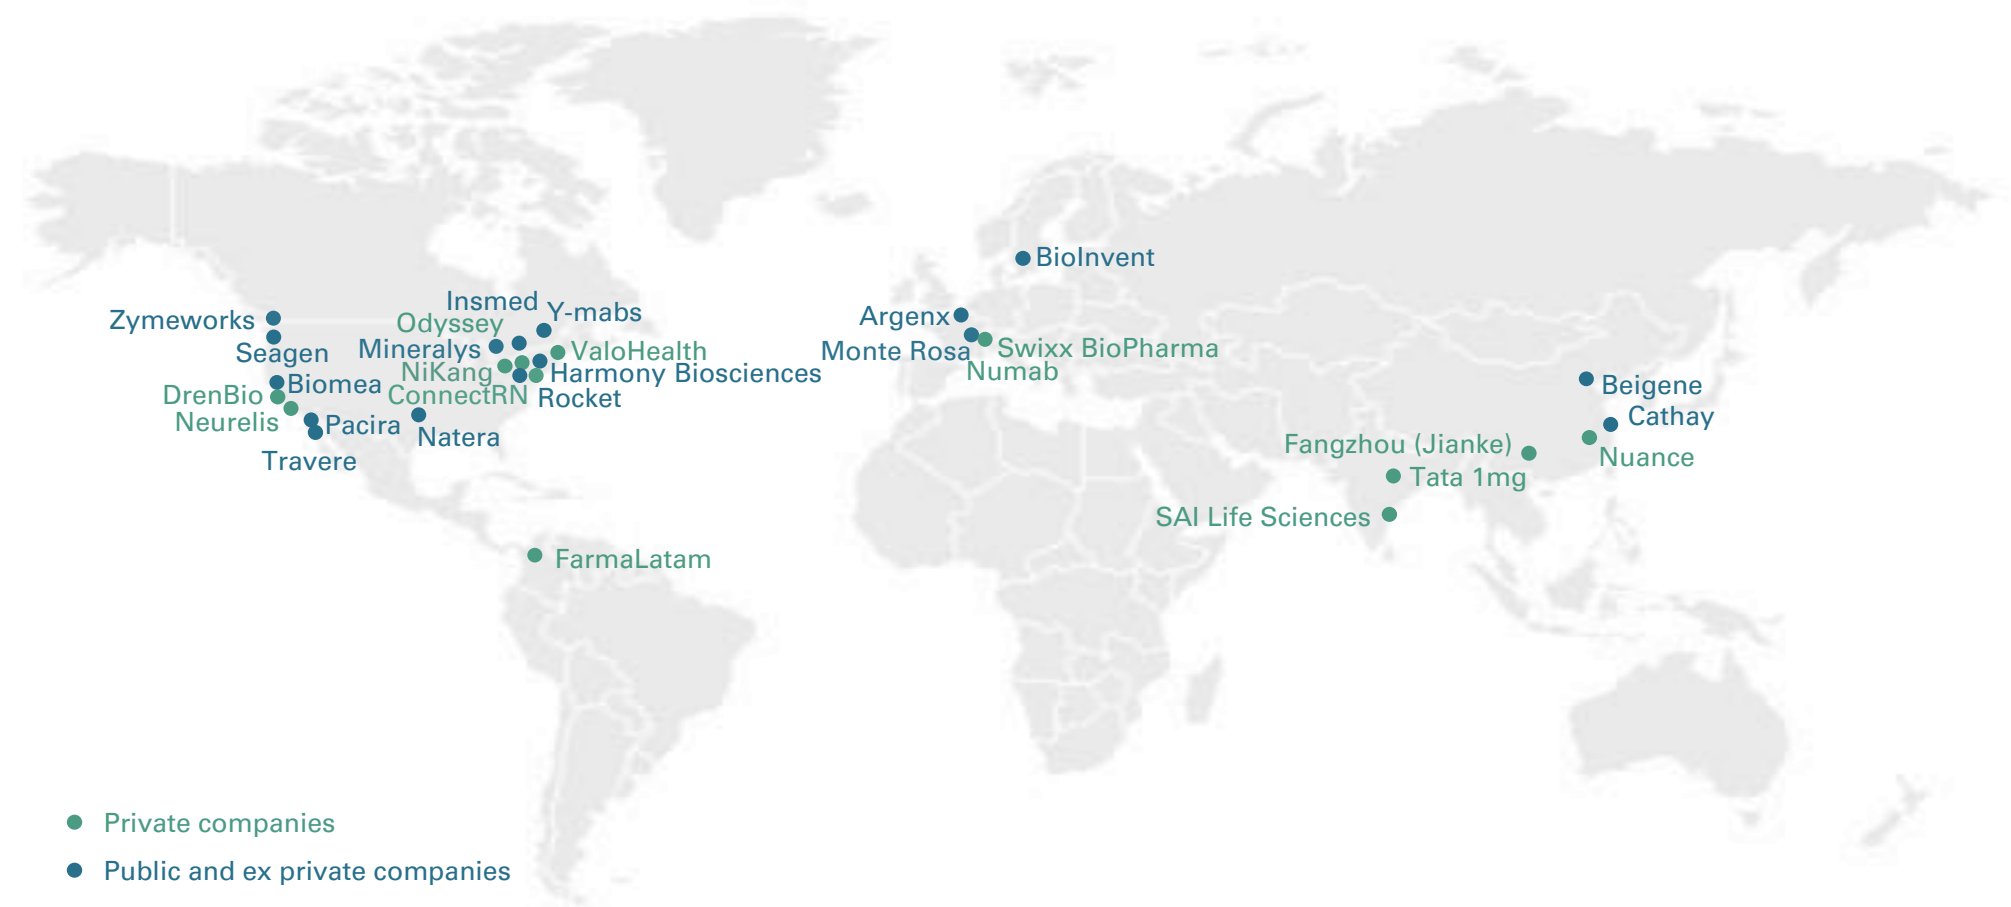 BioInvent
Insmed
Y-mabs
Zymeworks
Odyssey
Argenx
Seagen
Mineralys
ValoHealth
Monte Rosa
Swixx BioPharma
NiKang
Harmony Biosciences
Numab
Biomea
DrenBio
ConnectRN
Rocket
Beigene
Neurelis
Pacira
Natera
Cathay
Travere
Fangzhou (Jianke)
Nuance
Tata 1mg
SAI Life Sciences
FarmaLatam
Private companies
Public and ex private companies